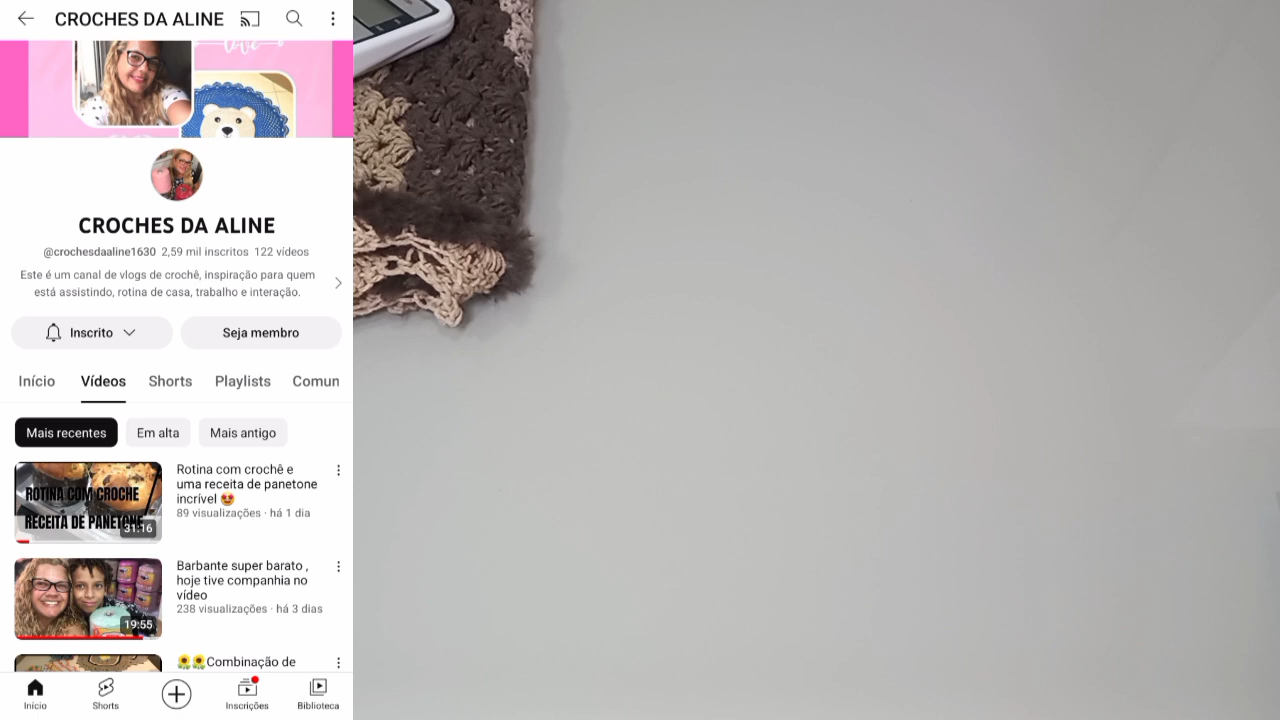 CROCHES DA ALINE
love
CROCHES DA ALINE
@crochesdaaline1630 2,59 mil inscritos 122 vídeos
Este é um canal de vlogs de crochê, inspiração para quem
está assistindo, rotina de casa, trabalho e interação.
Inscrito
Seja membro
Início
Vídeos
Shorts
Playlists
Comun
Mais recentes
Em alta
Mais antigo
ROTINA COM CROCHE
RECEITA DE PANETONE
31:16
Rotina com crochê e
uma receita de panetone
incrível 😍
89 visualizações · há 1 dia
19:55
Barbante super barato ,
hoje tive companhia no
vídeo
238 visualizações · há 3 dias
🌻🌻Combinação de
Início
Shorts
Inscrições
Biblioteca